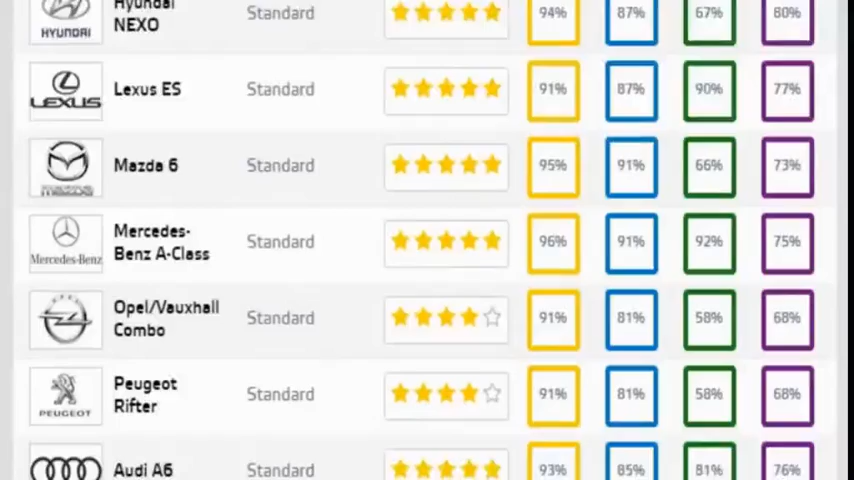 HYUNDAI
Hyundai
NEXO
Standard
94%
87%
67%
80%
LEXUS
Lexus ES
Standard
91%
87%
90%
77%
mazda
Mazda 6
Standard
95%
91%
66%
73%
Mercedes-Benz
Mercedes-
Benz A-Class
Standard
96%
91%
92%
75%
OPEL
Opel/Vauxhall
Combo
Standard
91%
81%
58%
68%
PEUGEOT
Peugeot
Rifter
Standard
91%
81%
58%
68%
Audi A6
Standard
93%
85%
81%
76%